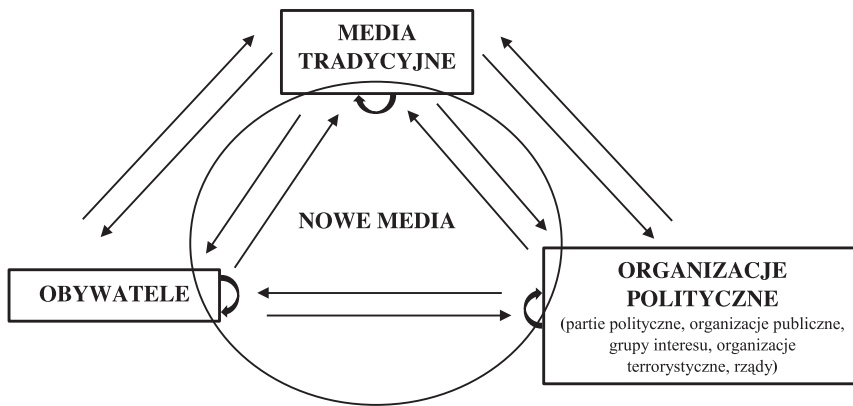 MEDIA
TRADYCYJNE
NOWE MEDIA
OBYWATELE
ORGANIZACJE
POLITYCZNE
(partie polityczne, organizacje publiczne,
grupy interesu, organizacje
terrorystyczne, rządy)